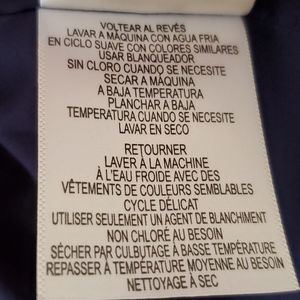 VOLTEAR AL REVÉS
LAVAR A MÁQUINA CON AGUA FRIA
EN CICLO SUAVE CON COLORES SIMILARES
USAR BLANQUEADOR
SIN CLORO CUANDO SE NECESITE
SECAR A MÁQUINA
A BAJA TEMPERATURA
PLANCHAR A BAJA
TEMPERATURA CUANDO SE NECESITE
LAVAR EN SECO
RETOURNER
LAVER À LA MACHINE
À L'EAU FROIDE AVEC DES
VÊTEMENTS DE COULEURS SEMBLABLES
CYCLE DÉLICAT
UTILISER SEULEMENT UN AGENT DE BLANCHIMENT
NON CHLORÉ AU BESOIN
SÉCHER PAR CULBUTAGE À BASSE TEMPÉRATURE
REPASSER À TEMPÉRATURE MOYENNE AU BESOIN
NETTOYAGE À SEC